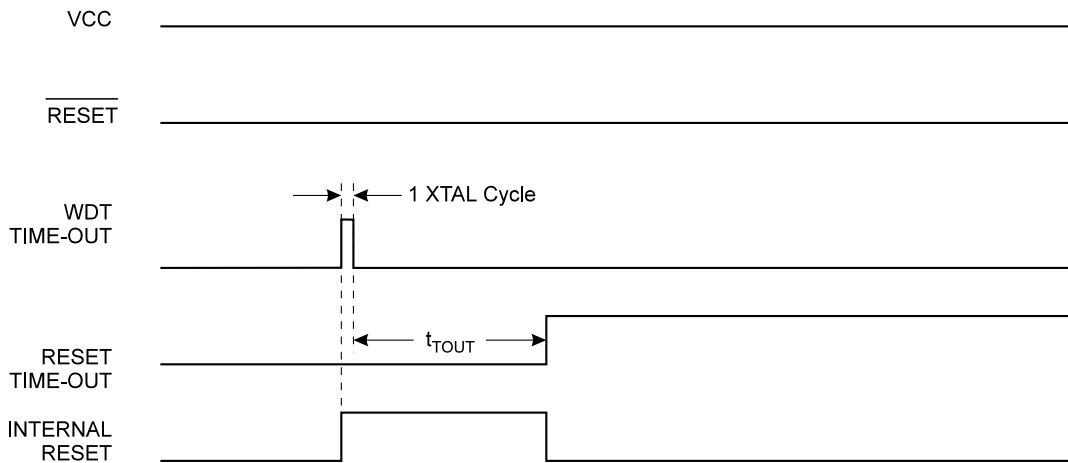 VCC
RESET
1 XTAL Cycle
WDT
TIME-OUT
tTOUT
RESET
TIME-OUT
INTERNAL
RESET